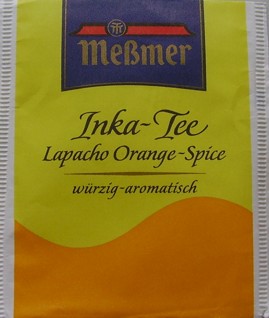 Meßmer
Inka-Tee
Lapacho Orange-Spice
würzig-aromatisch